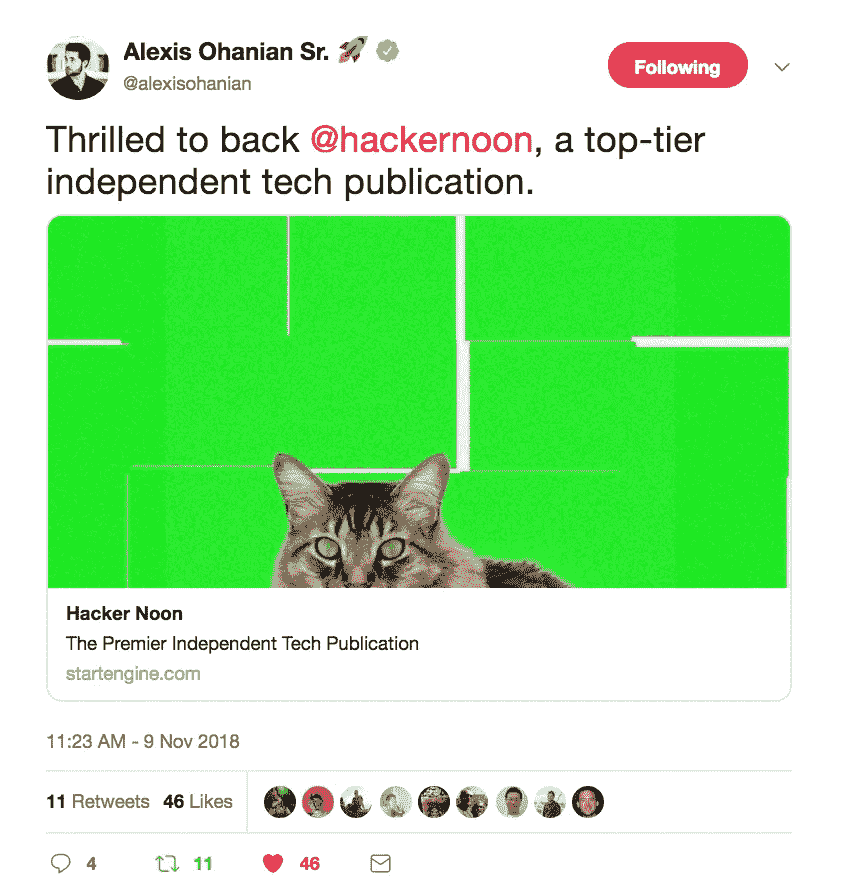 Alexis Ohanian Sr. 🚀
@alexisohanian
Following
Thrilled to back @hackernoon, a top-tier
independent tech publication.
Hacker Noon
The Premier Independent Tech Publication
startengine.com
11:23 AM - 9 Nov 2018
11 Retweets 46 Likes
4 11 46